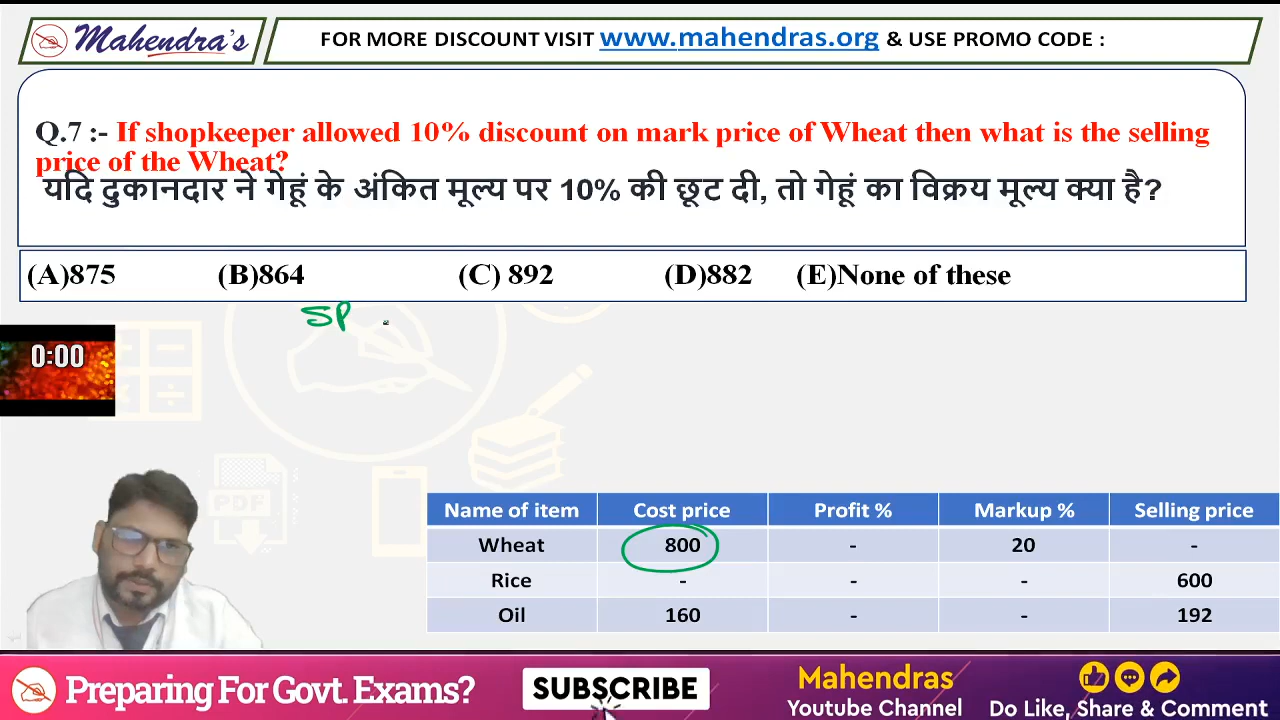 Mahendra's
FOR MORE DISCOUNT VISIT www.mahendras.org & USE PROMO CODE :
Q.7 :- If shopkeeper allowed 10% discount on mark price of Wheat then what is the selling
price of the Wheat?
यदि दुकानदार ने गेहूं के अंकित मूल्य पर 10% की छूट दी, तो गेहूं का विक्रय मूल्य क्या है?
(A)875 (B)864 (C) 892 (D)882 (E)None of these
SP
0:00
PDF
Name of item Cost price Profit % Markup % Selling price
Wheat 800 - 20 -
Rice - - - 600
Oil 160 - - 192
Preparing For Govt. Exams?
SUBSCRIBE
Mahendras
Youtube Channel
Do Like, Share & Comment